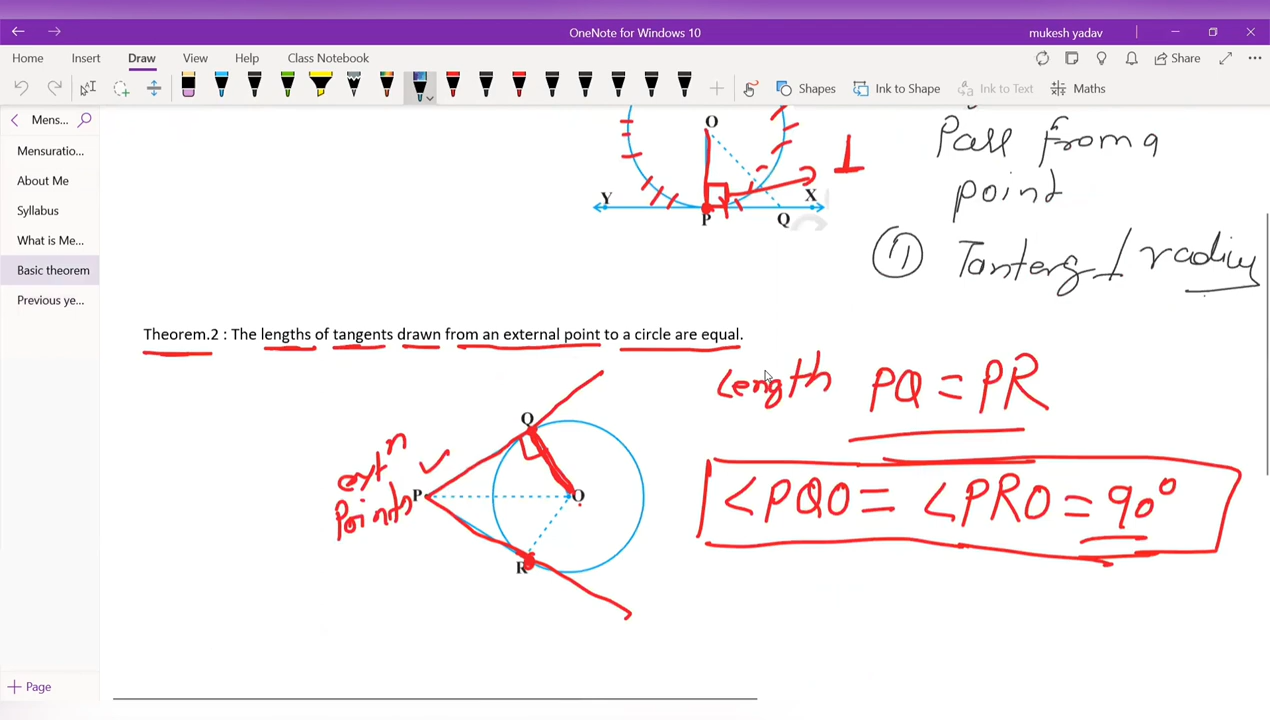 OneNote for Windows 10
mukesh yadav
Home Insert Draw View Help Class Notebook
Share
Shapes Ink to Shape Ink to Text Maths
Mens...
Mensuratio...
About Me
Syllabus
What is Me...
Basic theorem
Previous ye...
Page
O
Y P Q X
⊥
from a
point
Tanterg ⊥ radius
Theorem.2 : The lengths of tangents drawn from an external point to a circle are equal.
Length PQ = PR
Q
extn
points
P O
R
<PQO = <PRO = 90°